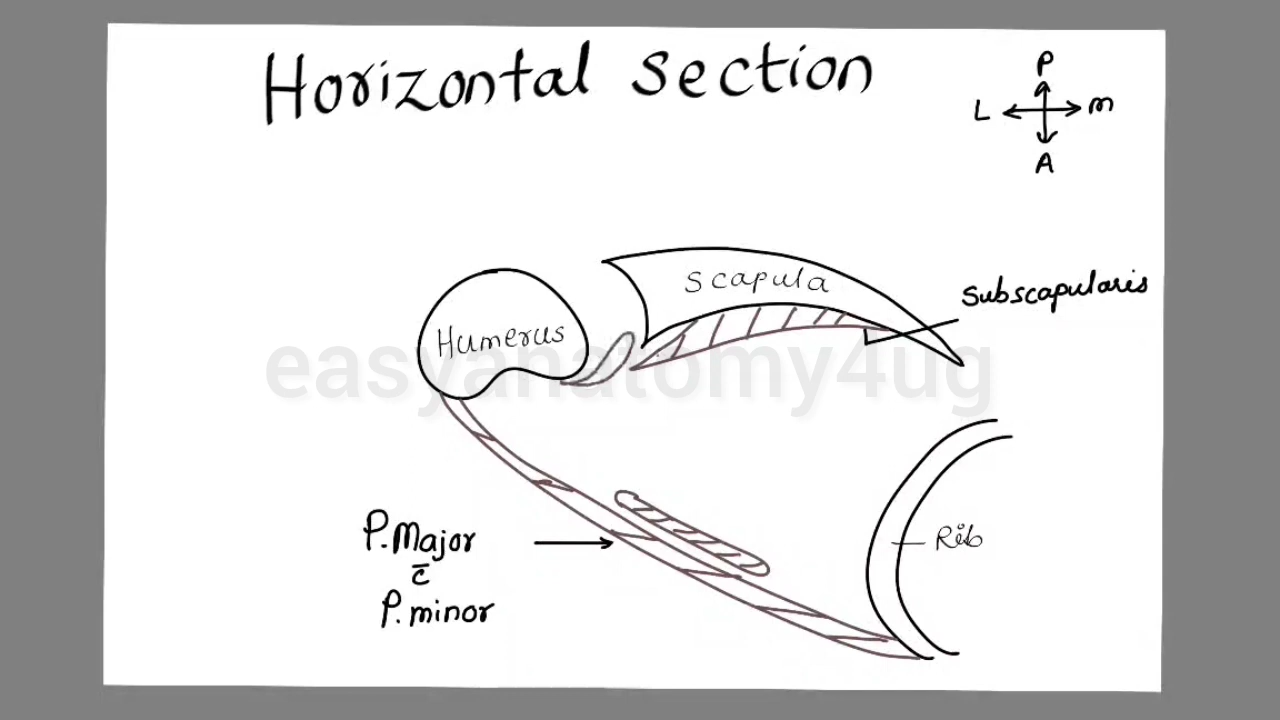 Horizontal section
P
L
m
A
Scapula
Subscapularis
Humerus
easyanatomy4ug
P.Major
c̄
P.minor
Rib